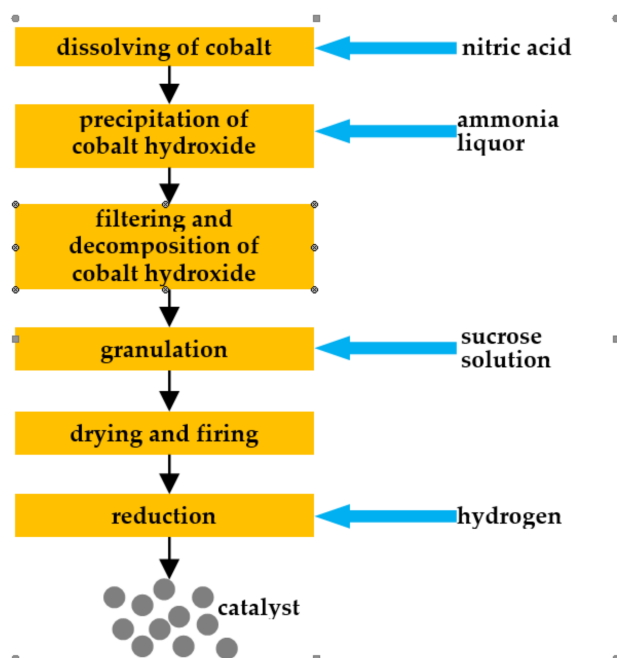 dissolving of cobalt
nitric acid
precipitation of
cobalt hydroxide
ammonia
liquor
filtering and
decomposition of
cobalt hydroxide
granulation
sucrose
solution
drying and firing
reduction
hydrogen
catalyst